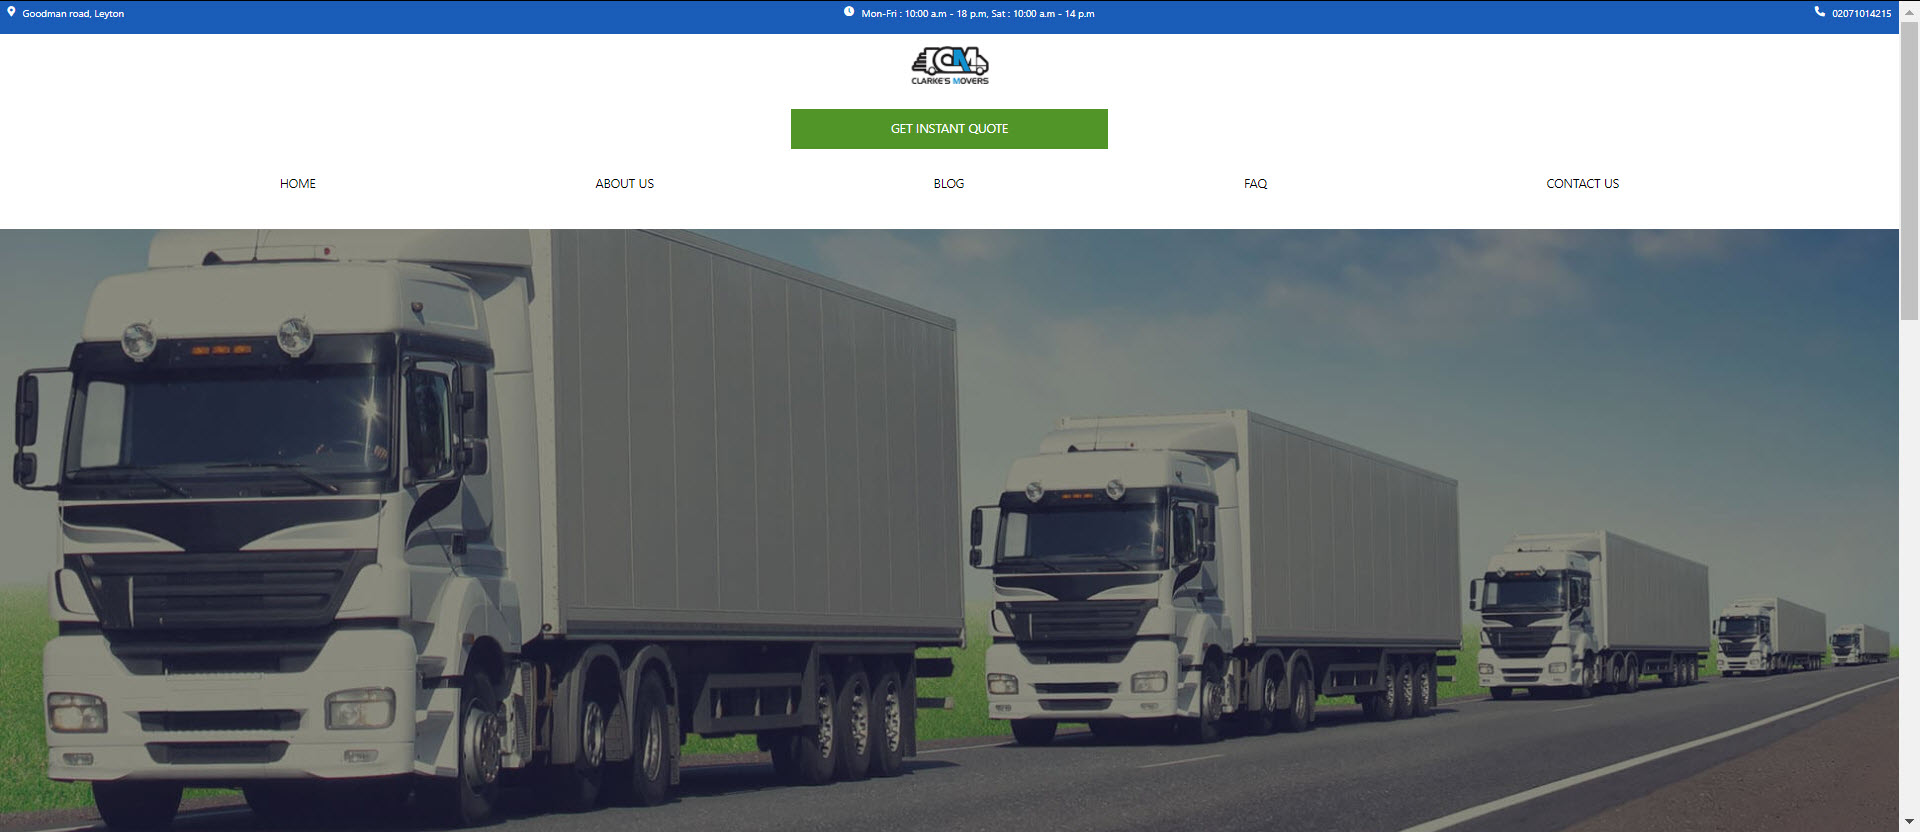 Goodman road, Leyton
Mon-Fri : 10:00 a.m - 18 p.m, Sat : 10:00 a.m - 14 p.m
02071014215
CM
CLARKE'S MOVERS
GET INSTANT QUOTE
HOME
ABOUT US
BLOG
FAQ
CONTACT US